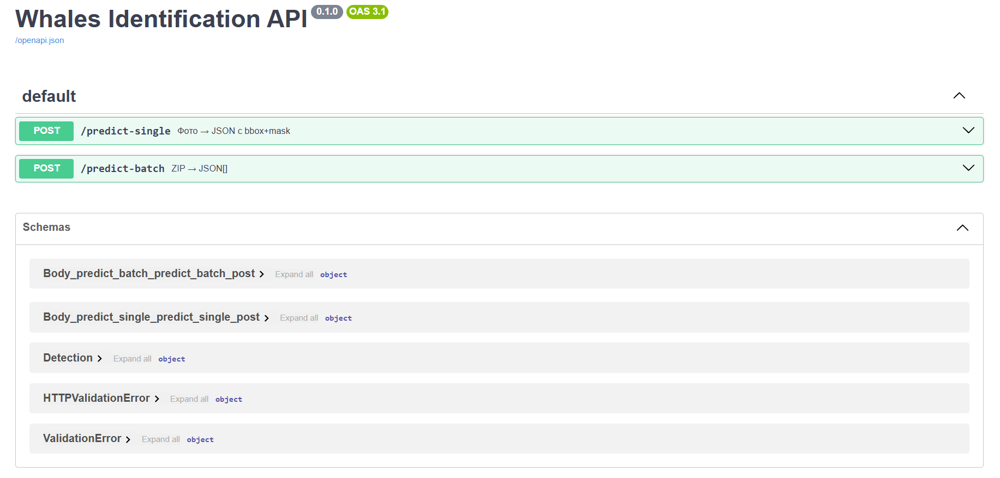 Whales Identification API 0.1.0 OAS 3.1
/openapi.json
default
POST /predict-single Фото → JSON с bbox+mask
POST /predict-batch ZIP → JSON[]
Schemas
Body_predict_batch_predict_batch_post Expand all object
Body_predict_single_predict_single_post Expand all object
Detection Expand all object
HTTPValidationError Expand all object
ValidationError Expand all object